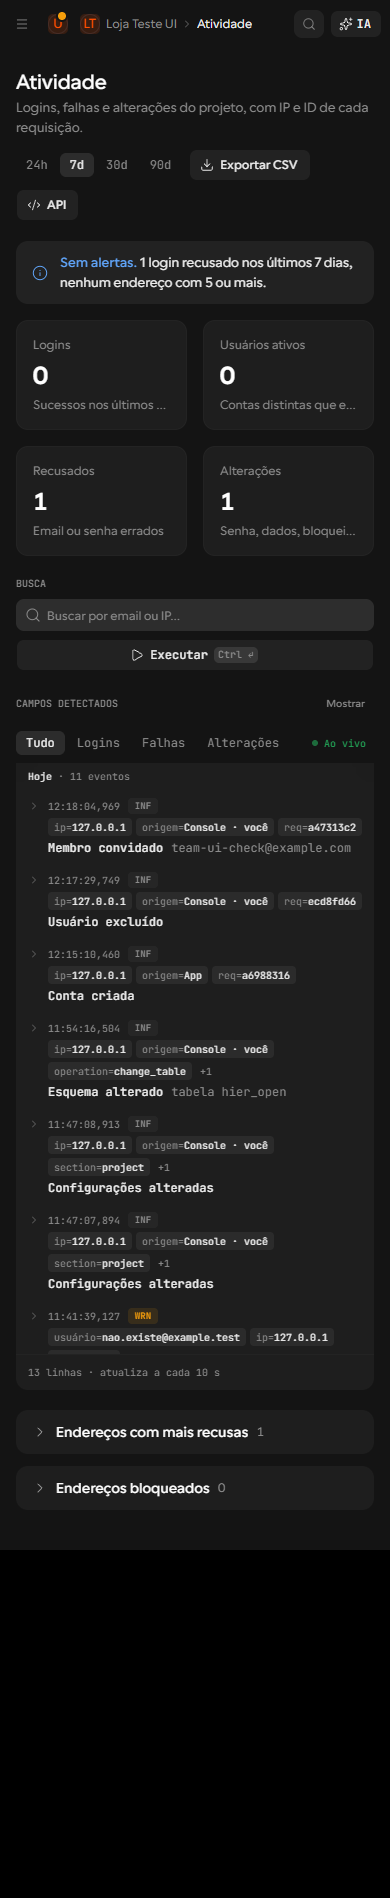 U LT Loja Teste UI > Atividade IA
Atividade
Logins, falhas e alterações do projeto, com IP e ID de cada
requisição.
24h 7d 30d 90d Exportar CSV
API
Sem alertas. 1 login recusado nos últimos 7 dias,
nenhum endereço com 5 ou mais.
Logins
0
Sucessos nos últimos ...
Usuários ativos
0
Contas distintas que e...
Recusados
1
Email ou senha errados
Alterações
1
Senha, dados, bloquei...
BUSCA
Buscar por email ou IP...
Executar Ctrl ↵
CAMPOS DETECTADOS Mostrar
Tudo Logins Falhas Alterações Ao vivo
Hoje · 11 eventos
12:18:04,969 INF
ip=127.0.0.1 origem=Console · você req=a47313c2
Membro convidado team-ui-check@example.com
12:17:29,749 INF
ip=127.0.0.1 origem=Console · você req=ecd8fd66
Usuário excluído
12:15:10,460 INF
ip=127.0.0.1 origem=App req=a6988316
Conta criada
11:54:16,504 INF
ip=127.0.0.1 origem=Console · você
operation=change_table +1
Esquema alterado tabela hier_open
11:47:08,913 INF
ip=127.0.0.1 origem=Console · você
section=project +1
Configurações alteradas
11:47:07,894 INF
ip=127.0.0.1 origem=Console · você
section=project +1
Configurações alteradas
11:41:39,127 WRN
usuário=nao.existe@example.test ip=127.0.0.1
13 linhas · atualiza a cada 10 s
Endereços com mais recusas 1
Endereços bloqueados 0